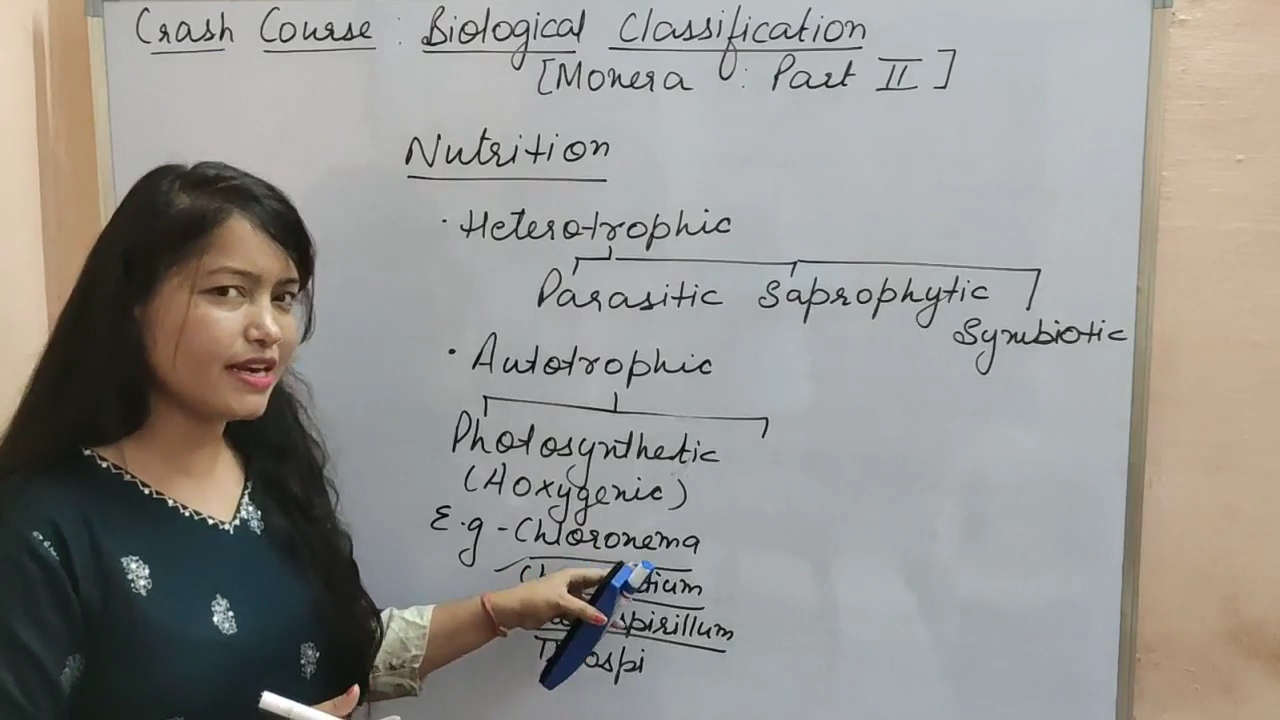 Crash Course : Biological Classification
[Monera : Part II]
Nutrition
· Heterotrophic
Parasitic Saprophytic
Symbiotic
· Autotrophic
Photosynthetic
(Aoxygenic)
E.g - Chloronema